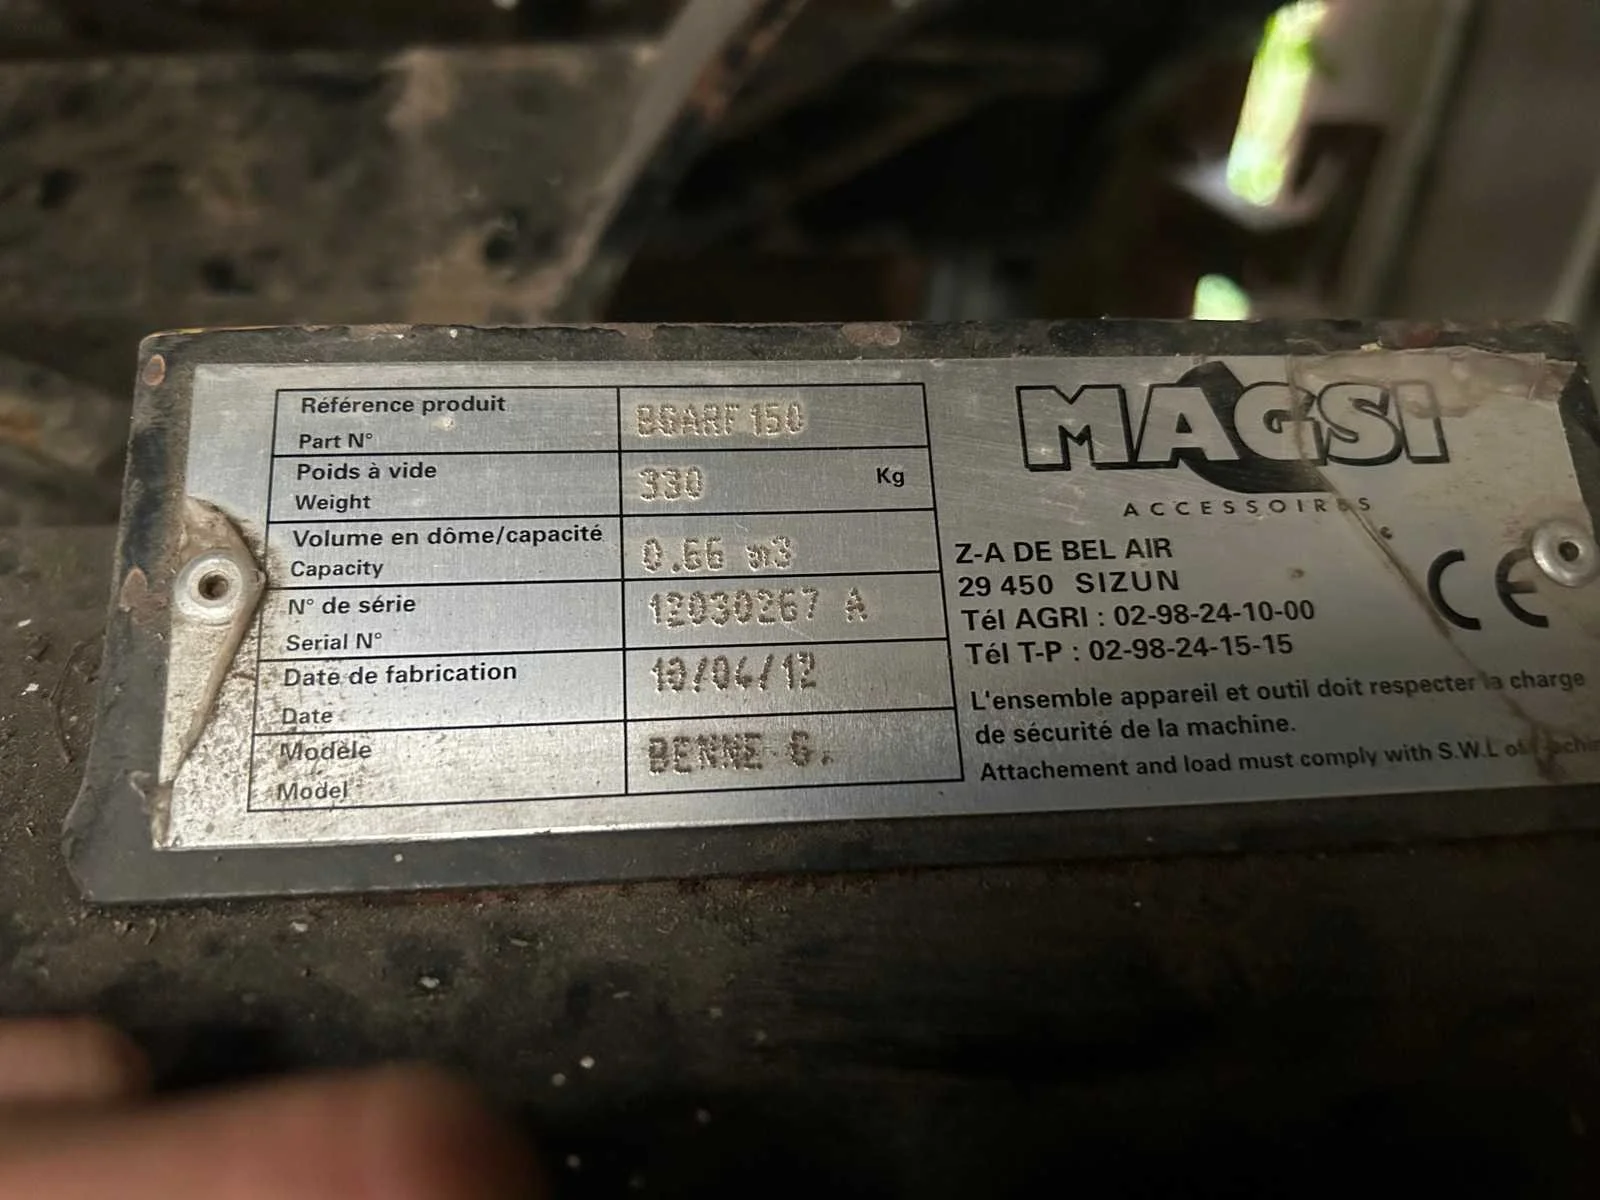 Référence produit
Part N°
BGARF150
Poids à vide
Weight
330 Kg
Volume en dôme/capacité
Capacity
0.66 m3
N° de série
Serial N°
12030267 A
Date de fabrication
Date
/04/12
Modèle
Model
BENNE G.
MAGSI
ACCESSOIRES
Z-A DE BEL AIR
29 450 SIZUN
Tél AGRI : 02-98-24-10-00
Tél T-P : 02-98-24-15-15
CE
L'ensemble appareil et outil doit respecter la charge
de sécurité de la machine.
Attachement and load must comply with S.W.L of